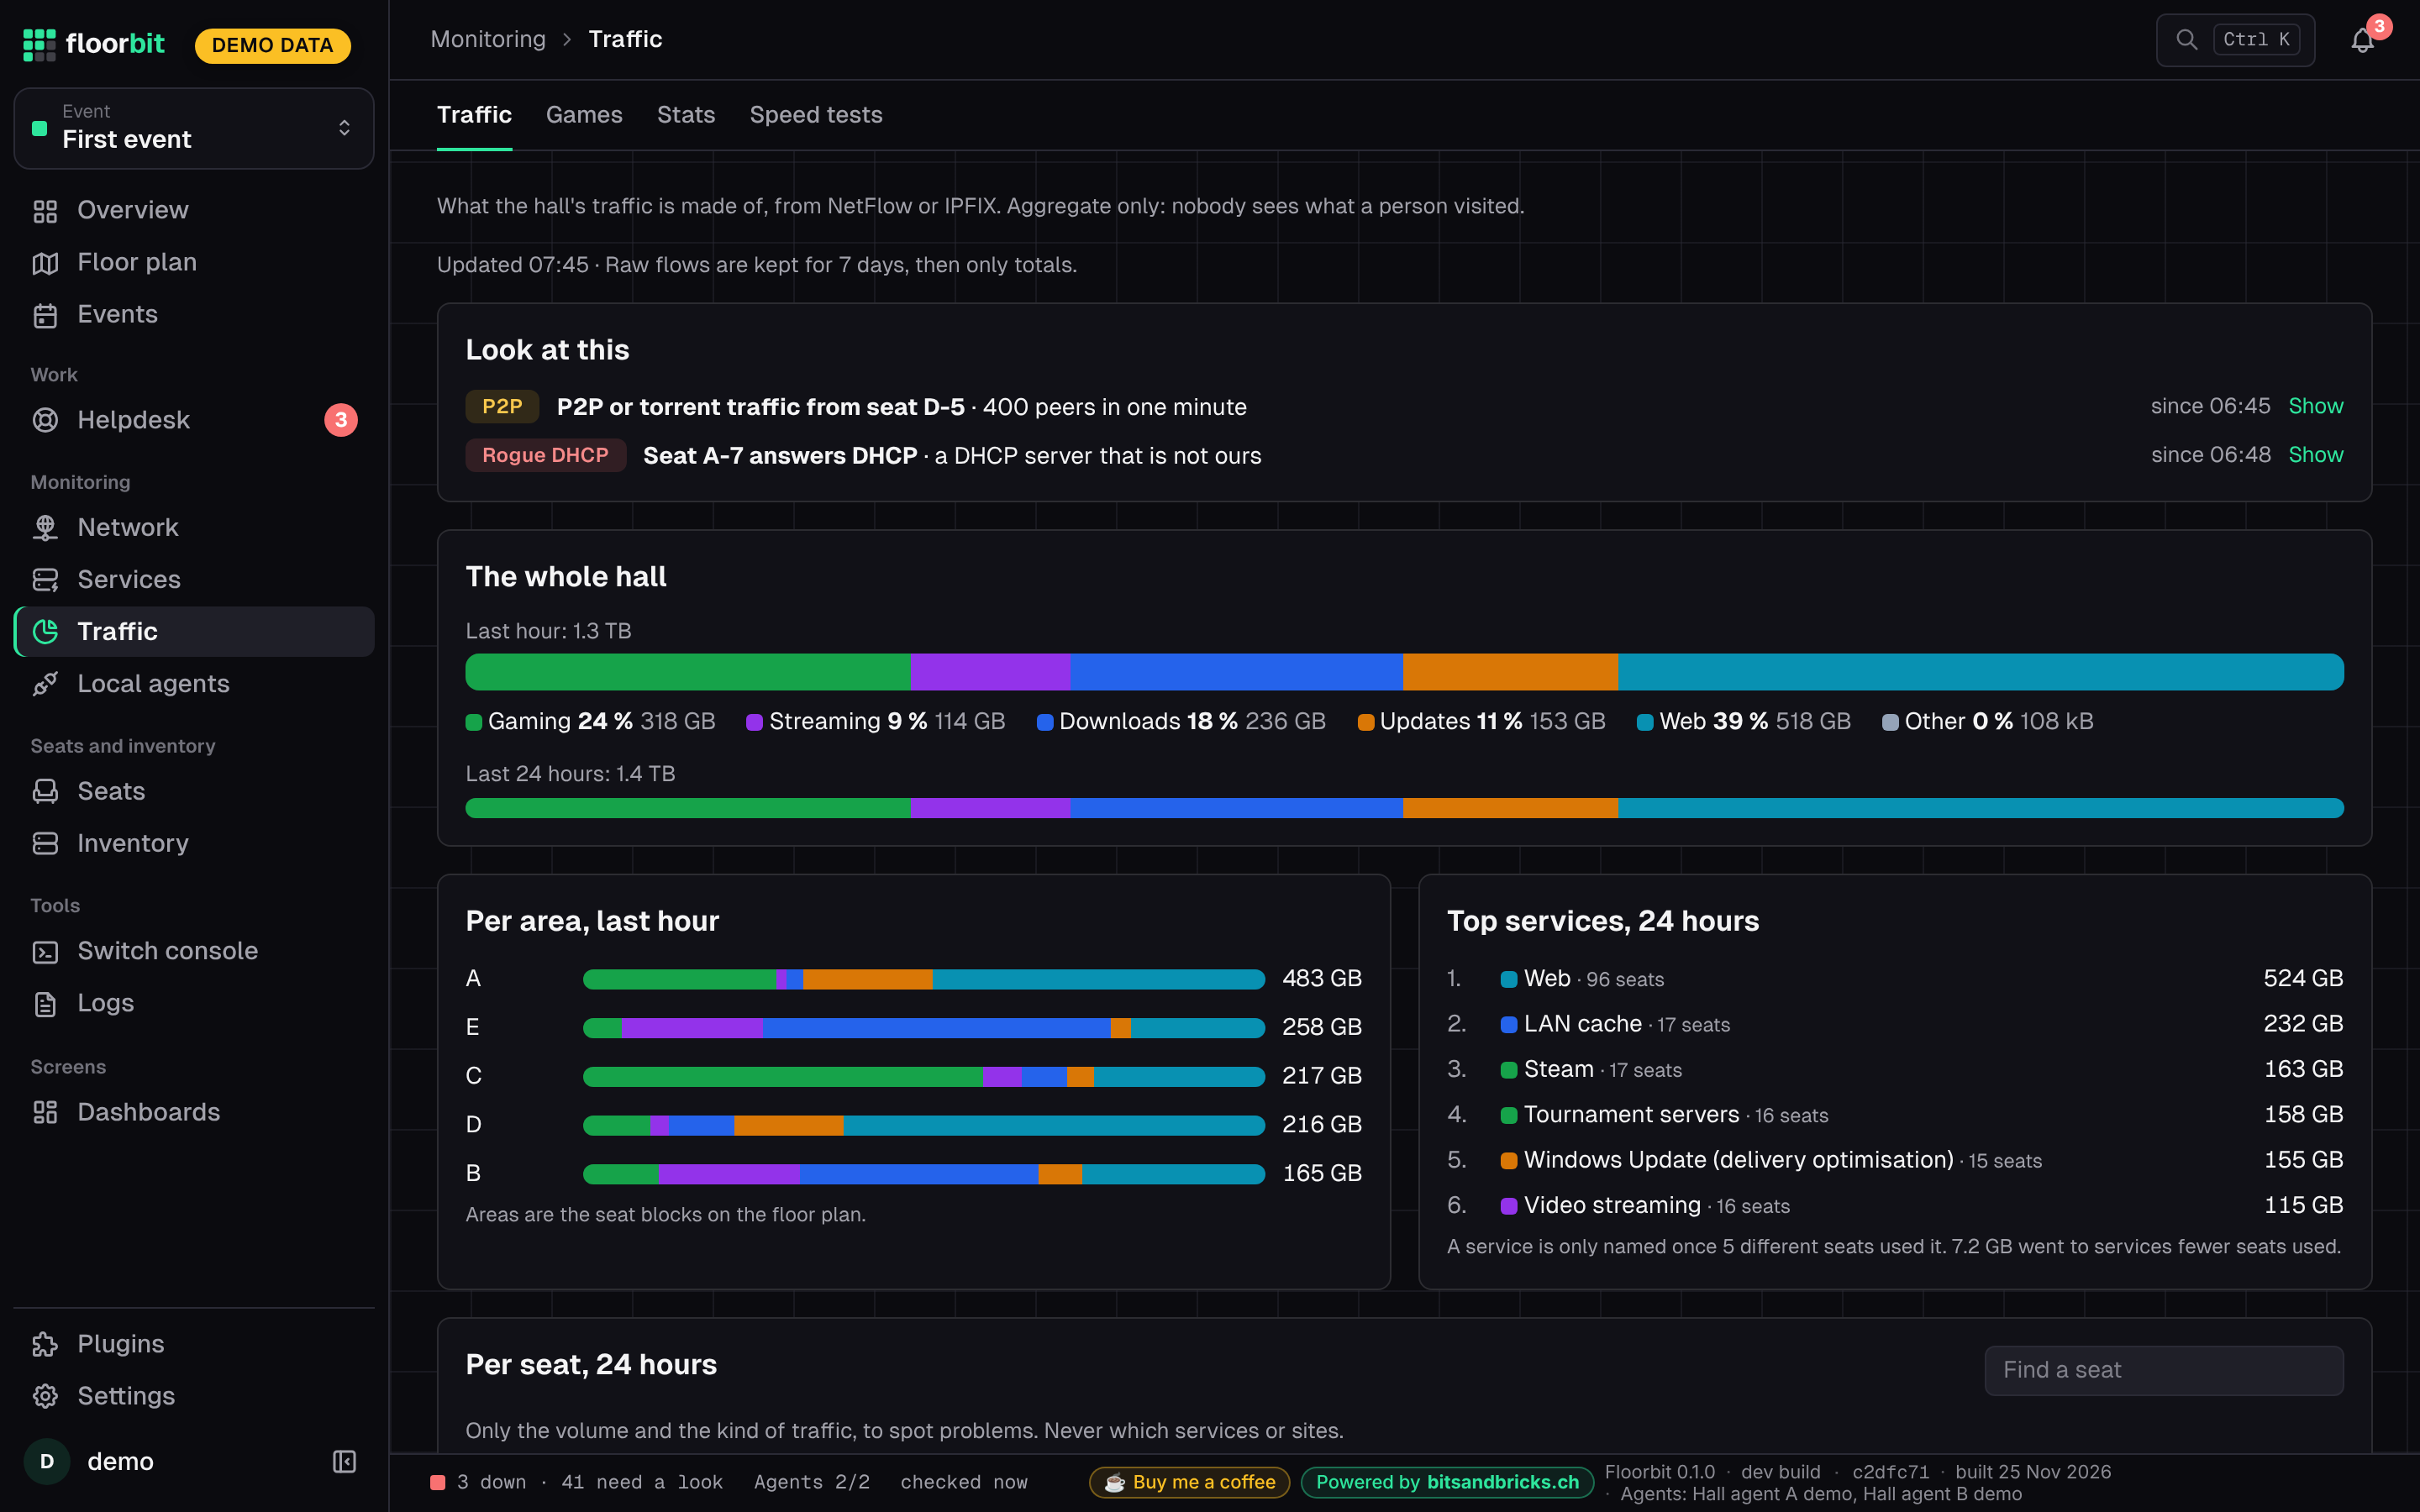 floorbit DEMO DATA
Event
First event
Overview
Floor plan
Events
Work
Helpdesk 3
Monitoring
Network
Services
Traffic
Local agents
Seats and inventory
Seats
Inventory
Tools
Switch console
Logs
Screens
Dashboards
Plugins
Settings
D demo
Monitoring Traffic
Ctrl K
3
Traffic Games Stats Speed tests
What the hall's traffic is made of, from NetFlow or IPFIX. Aggregate only: nobody sees what a person visited.
Updated 07:45 · Raw flows are kept for 7 days, then only totals.
Look at this
P2P P2P or torrent traffic from seat D-5 · 400 peers in one minute since 06:45 Show
Rogue DHCP Seat A-7 answers DHCP · a DHCP server that is not ours since 06:48 Show
The whole hall
Last hour: 1.3 TB
Gaming 24 % 318 GB Streaming 9 % 114 GB Downloads 18 % 236 GB Updates 11 % 153 GB Web 39 % 518 GB Other 0 % 108 kB
Last 24 hours: 1.4 TB
Per area, last hour
A 483 GB
E 258 GB
C 217 GB
D 216 GB
B 165 GB
Areas are the seat blocks on the floor plan.
Top services, 24 hours
1. Web · 96 seats 524 GB
2. LAN cache · 17 seats 232 GB
3. Steam · 17 seats 163 GB
4. Tournament servers · 16 seats 158 GB
5. Windows Update (delivery optimisation) · 15 seats 155 GB
6. Video streaming · 16 seats 115 GB
A service is only named once 5 different seats used it. 7.2 GB went to services fewer seats used.
Per seat, 24 hours
Find a seat
Only the volume and the kind of traffic, to spot problems. Never which services or sites.
3 down · 41 need a look Agents 2/2 checked now
Buy me a coffee
Powered by bitsandbricks.ch
Floorbit 0.1.0 · dev build · c2dfc71 · built 25 Nov 2026
· Agents: Hall agent A demo, Hall agent B demo